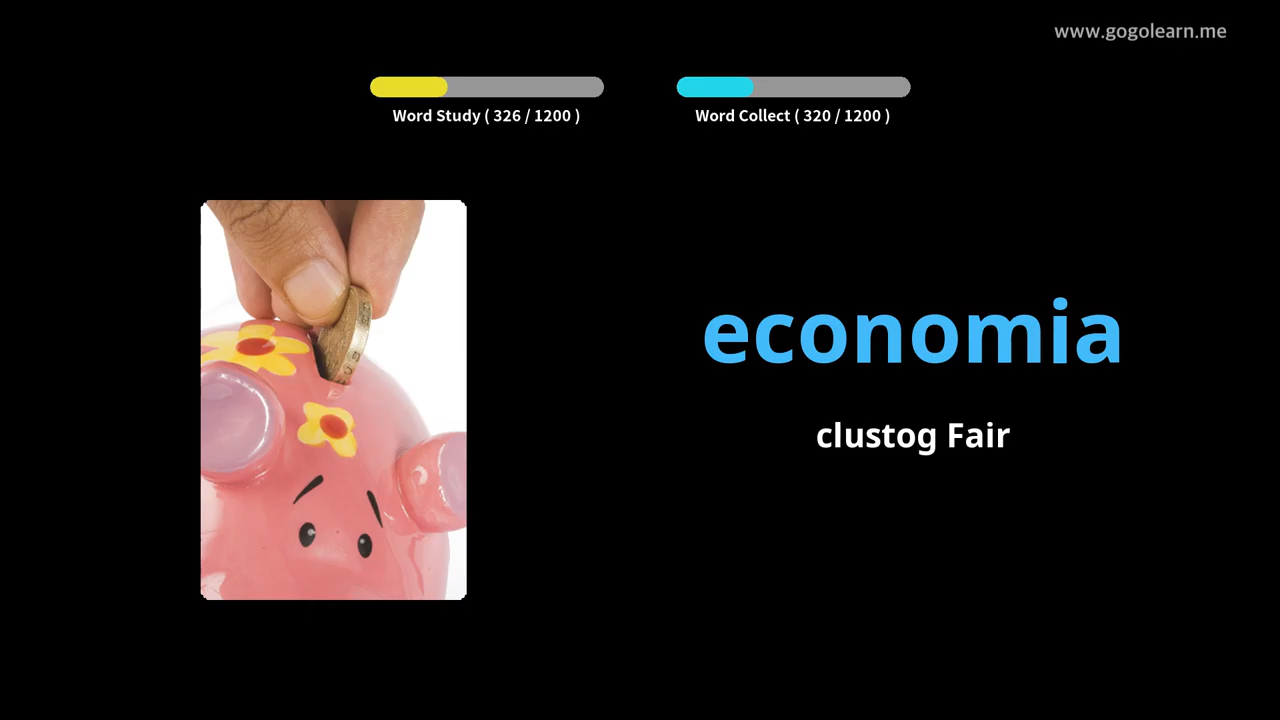 www.gogolearn.me
Word Study ( 326 / 1200 )
Word Collect ( 320 / 1200 )
economia
clustog Fair